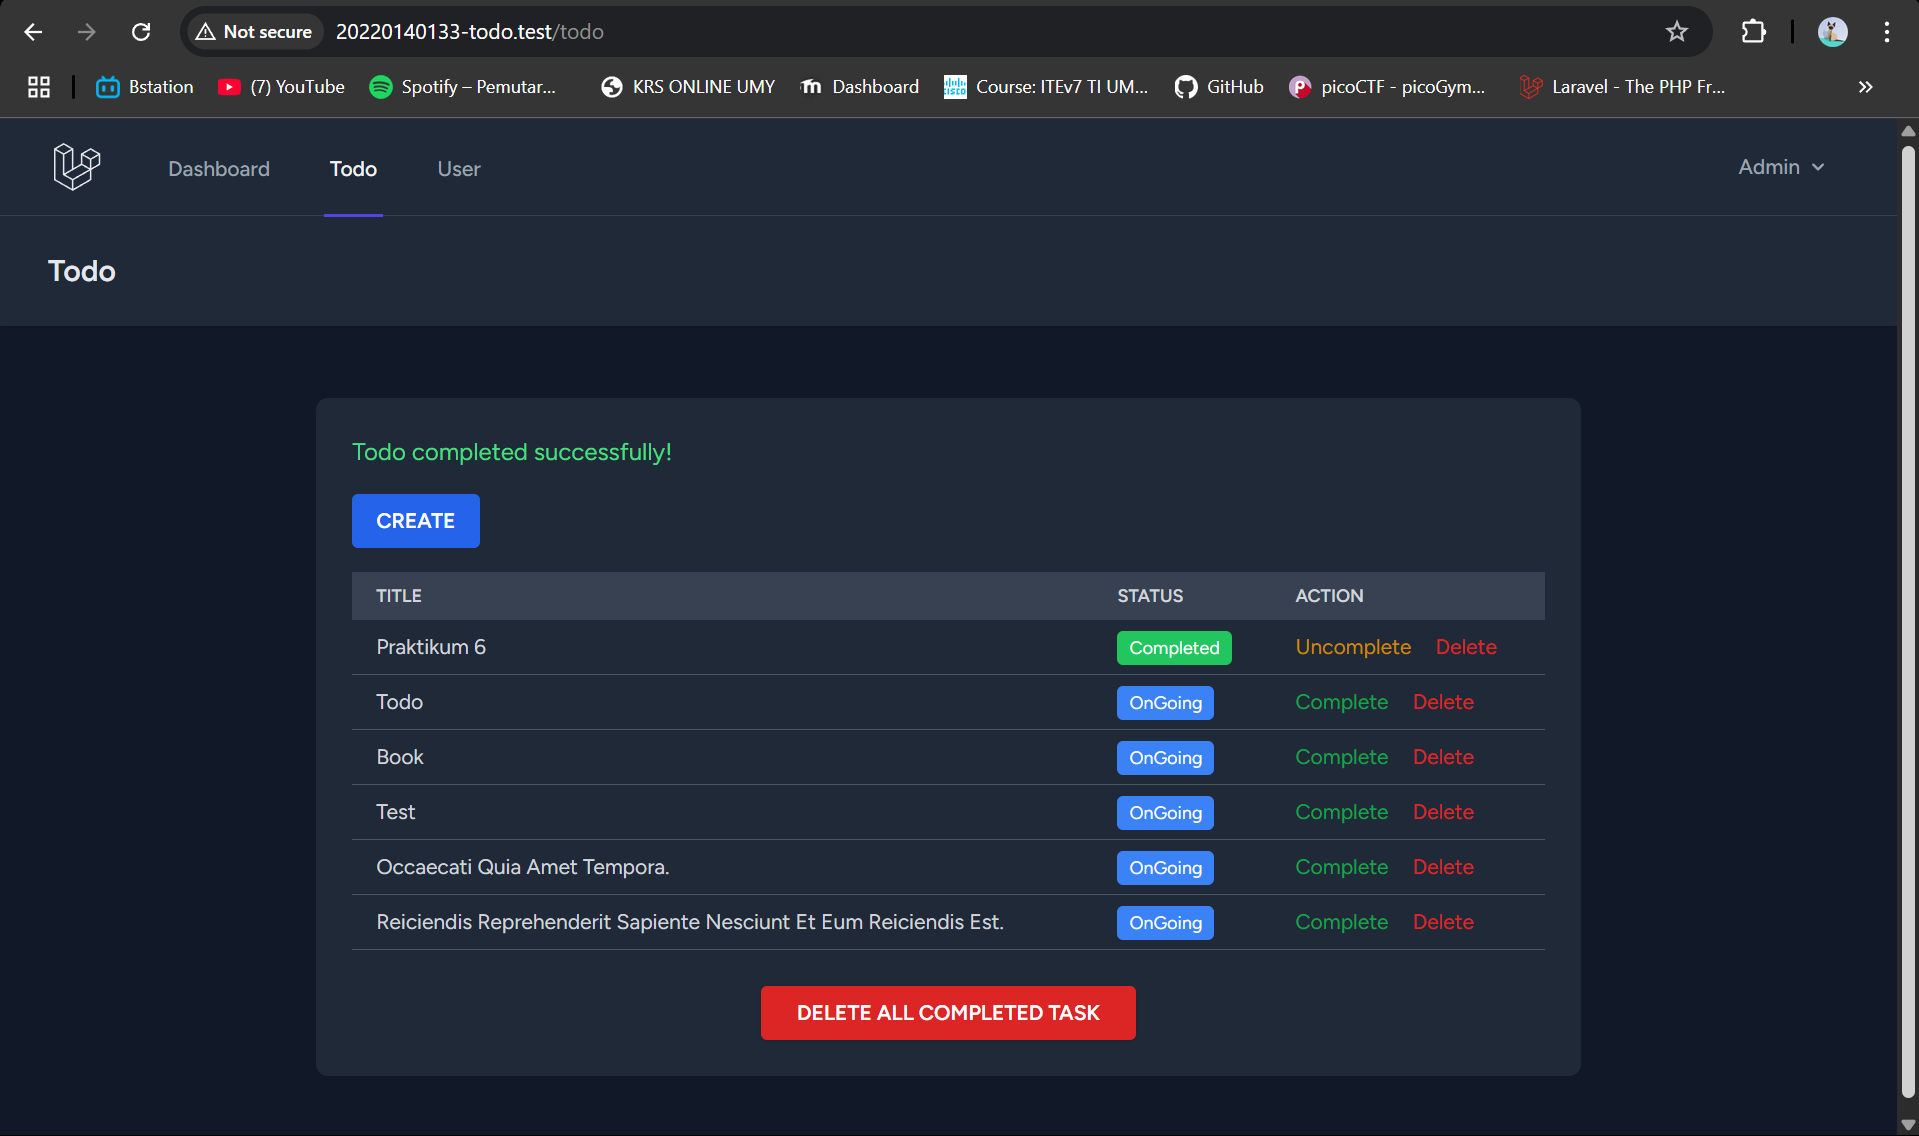 Not secure 20220140133-todo.test/todo
Bstation (7) YouTube Spotify – Pemutar... KRS ONLINE UMY Dashboard Course: ITEv7 TI UM... GitHub picoCTF - picoGym... Laravel - The PHP Fr...
Dashboard Todo User Admin
Todo
Todo completed successfully!
CREATE
TITLE STATUS ACTION
Praktikum 6 Completed Uncomplete Delete
Todo OnGoing Complete Delete
Book OnGoing Complete Delete
Test OnGoing Complete Delete
Occaecati Quia Amet Tempora. OnGoing Complete Delete
Reiciendis Reprehenderit Sapiente Nesciunt Et Eum Reiciendis Est. OnGoing Complete Delete
DELETE ALL COMPLETED TASK